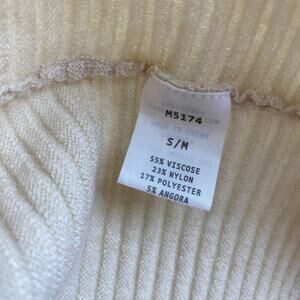 M5174
S/M
55% VISCOSE
23% NYLON
17% POLYESTER
5% ANGORA